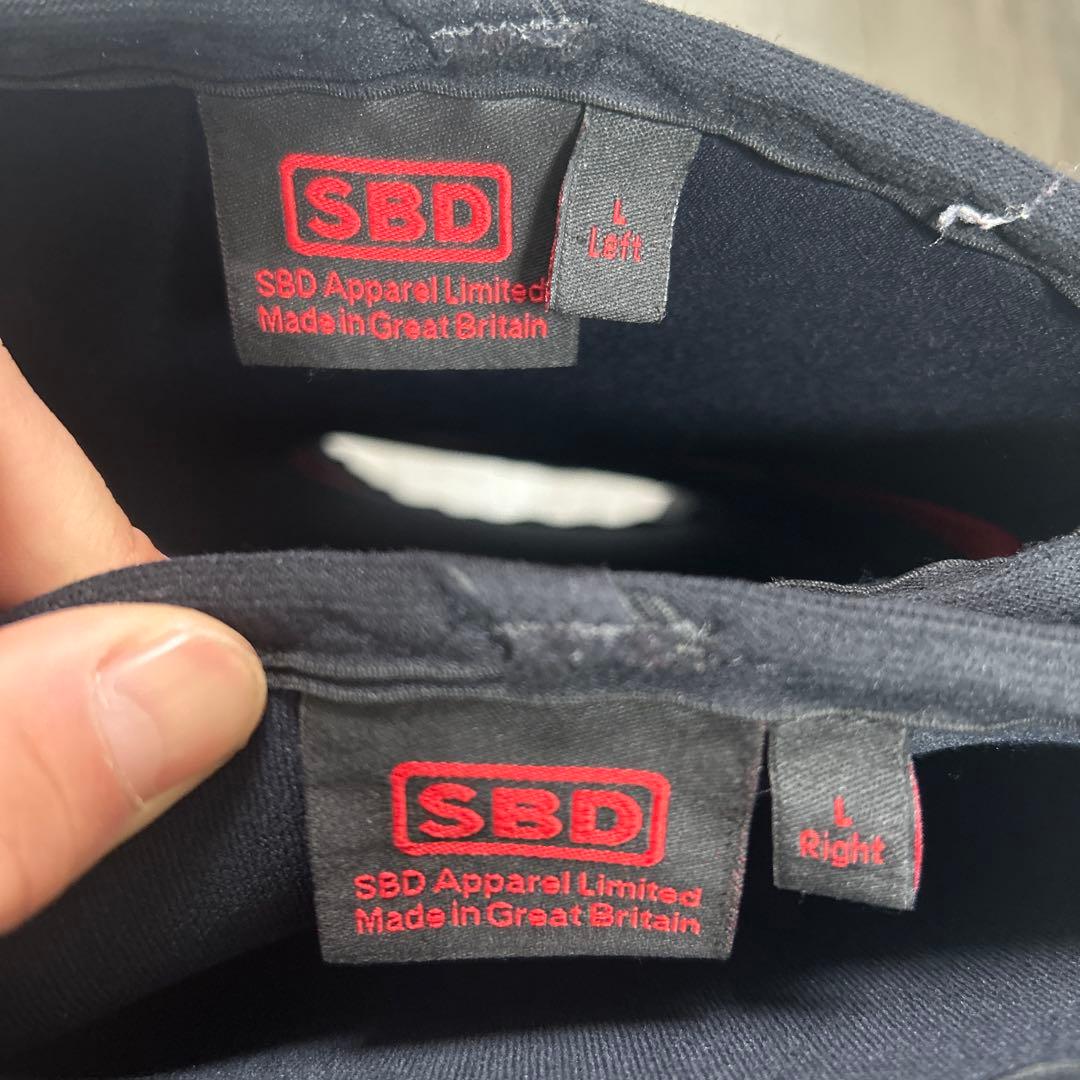 SBD
SBD Apparel Limited
Made in Great Britain
L
Left
SBD
SBD Apparel Limited
Made in Great Britain
L
Right